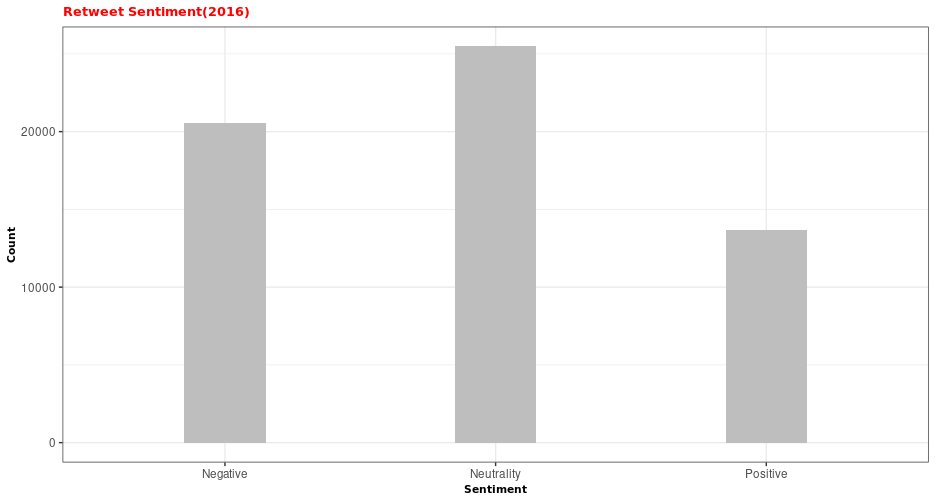 Retweet Sentiment(2016)
20000
10000
0
Count
Negative
Neutrality
Positive
Sentiment